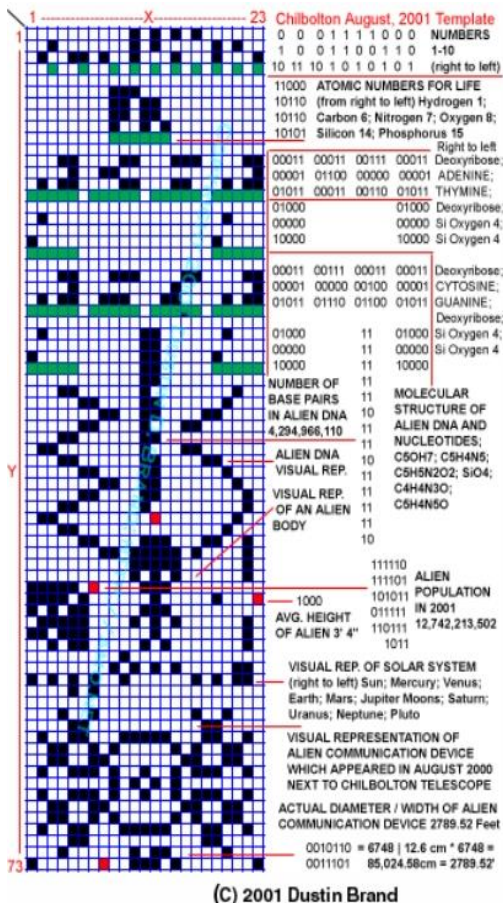 1 X 23 Chilbolton August, 2001 Template
1
0 0 0 1 1 1 1 0 0 0 NUMBERS
1 0 0 1 1 0 0 1 1 0 1-10
10 11 10 1 0 1 0 1 0 1 (right to left)
11000 ATOMIC NUMBERS FOR LIFE
10110 (from right to left) Hydrogen 1;
10110 Carbon 6; Nitrogen 7; Oxygen 8;
10101 Silicon 14; Phosphorus 15
Right to left
00011 00011 00111 00011 Deoxyribose;
00001 01100 00000 00001 ADENINE;
01011 00011 00110 01011 THYMINE;
01000 01000 Deoxyribose;
00000 00000 Si Oxygen 4;
10000 10000 Si Oxygen 4
00011 00111 00011 00011 Deoxyribose;
00001 00000 00100 00001 CYTOSINE;
01011 01110 01100 01011 GUANINE;
Deoxyribose;
01000 11 01000 Si Oxygen 4;
00000 11 00000 Si Oxygen 4
10000 11 10000
11
11
10
11
11
10
11
11
11
11
11
10
NUMBER OF
BASE PAIRS
IN ALIEN DNA
4,294,966,110
MOLECULAR
STRUCTURE OF
ALIEN DNA AND
NUCLEOTIDES;
C5OH7; C5H4N5;
C5H5N2O2; SiO4;
C4H4N3O;
C5H4N5O
ALIEN DNA
VISUAL REP.
Y
VISUAL REP.
OF AN ALIEN
BODY
111110
111101
101011
011111
110111
1011
ALIEN
POPULATION
IN 2001
12,742,213,502
1000
AVG. HEIGHT
OF ALIEN 3' 4"
VISUAL REP. OF SOLAR SYSTEM
(right to left) Sun; Mercury; Venus;
Earth; Mars; Jupiter Moons; Saturn;
Uranus; Neptune; Pluto
VISUAL REPRESENTATION OF
ALIEN COMMUNICATION DEVICE
WHICH APPEARED IN AUGUST 2000
NEXT TO CHILBOLTON TELESCOPE
ACTUAL DIAMETER / WIDTH OF ALIEN
COMMUNICATION DEVICE 2789.52 Feet
0010110 = 6748 | 12.6 cm * 6748 =
73 0011101 85,024.58cm = 2789.52'
(C) 2001 Dustin Brand